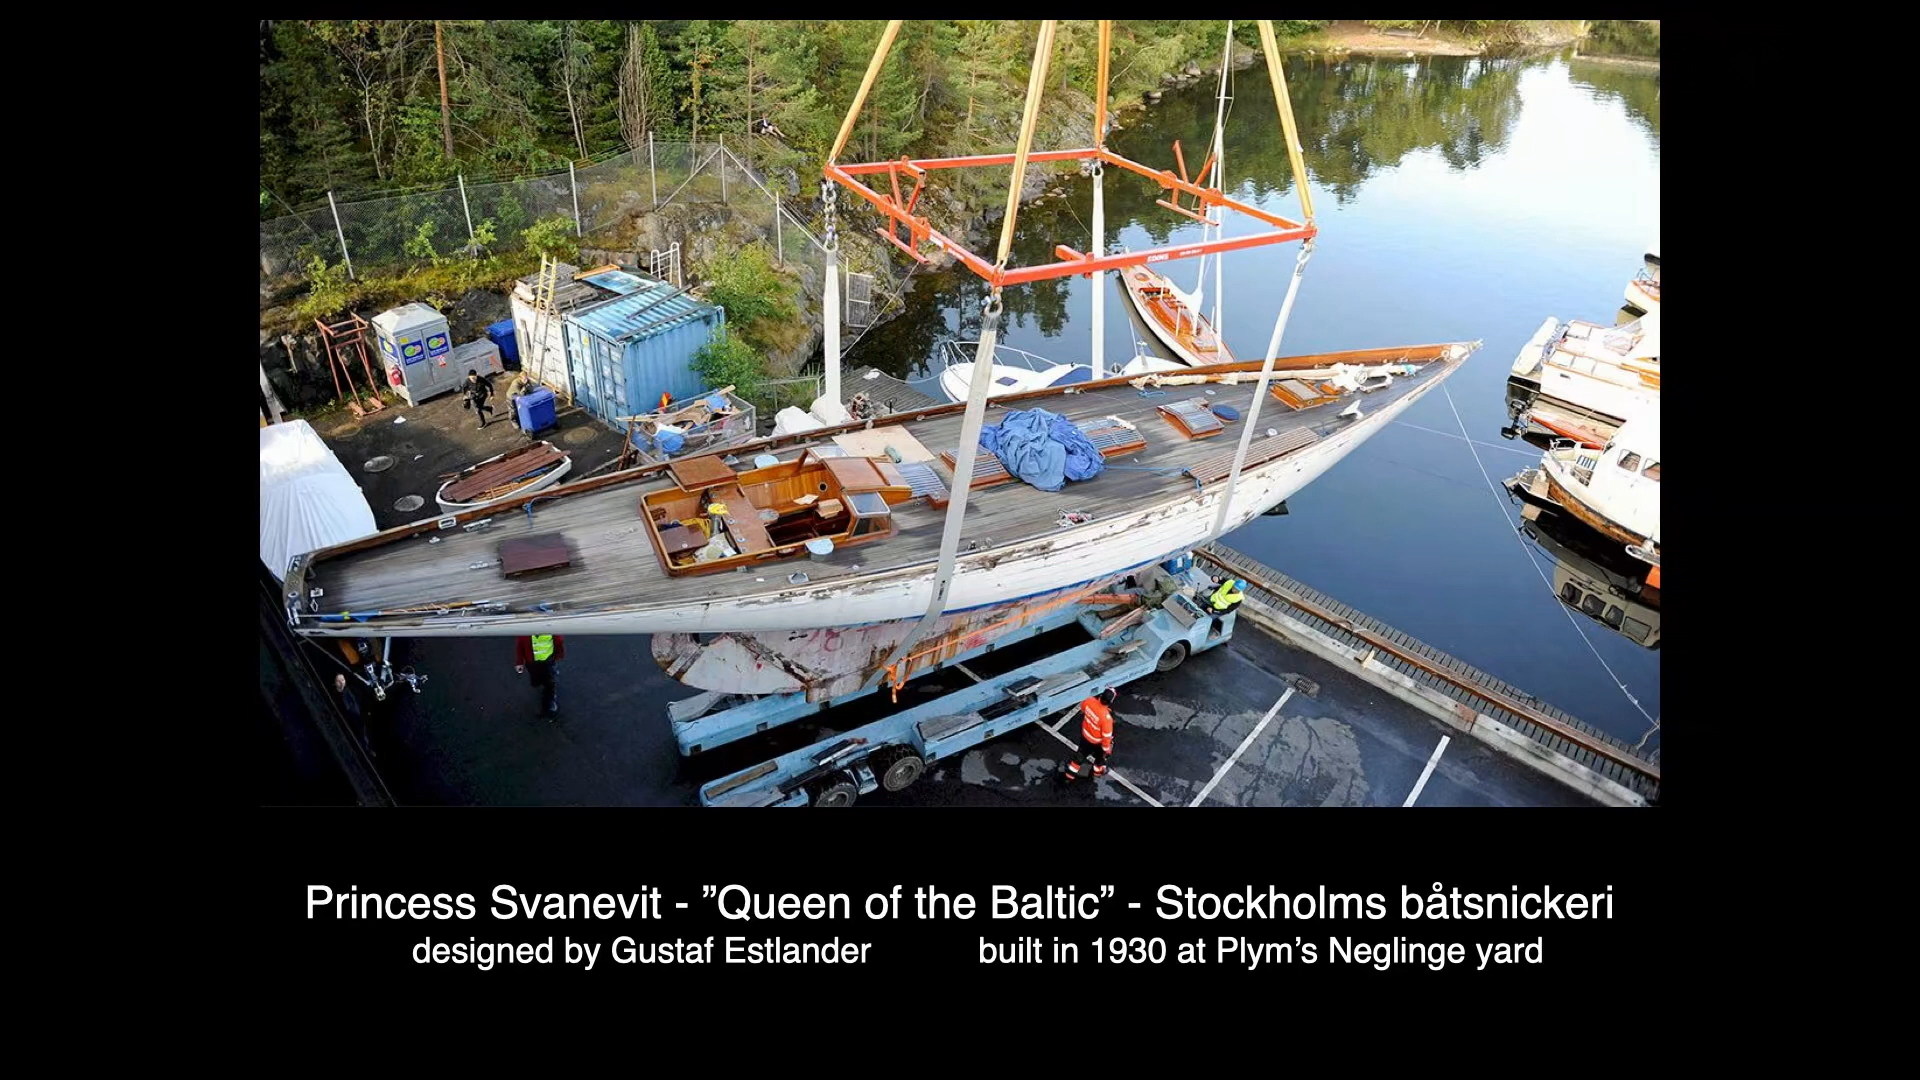 Princess Svanevit - ”Queen of the Baltic” - Stockholms båtsnickeri
designed by Gustaf Estlander built in 1930 at Plym’s Neglinge yard